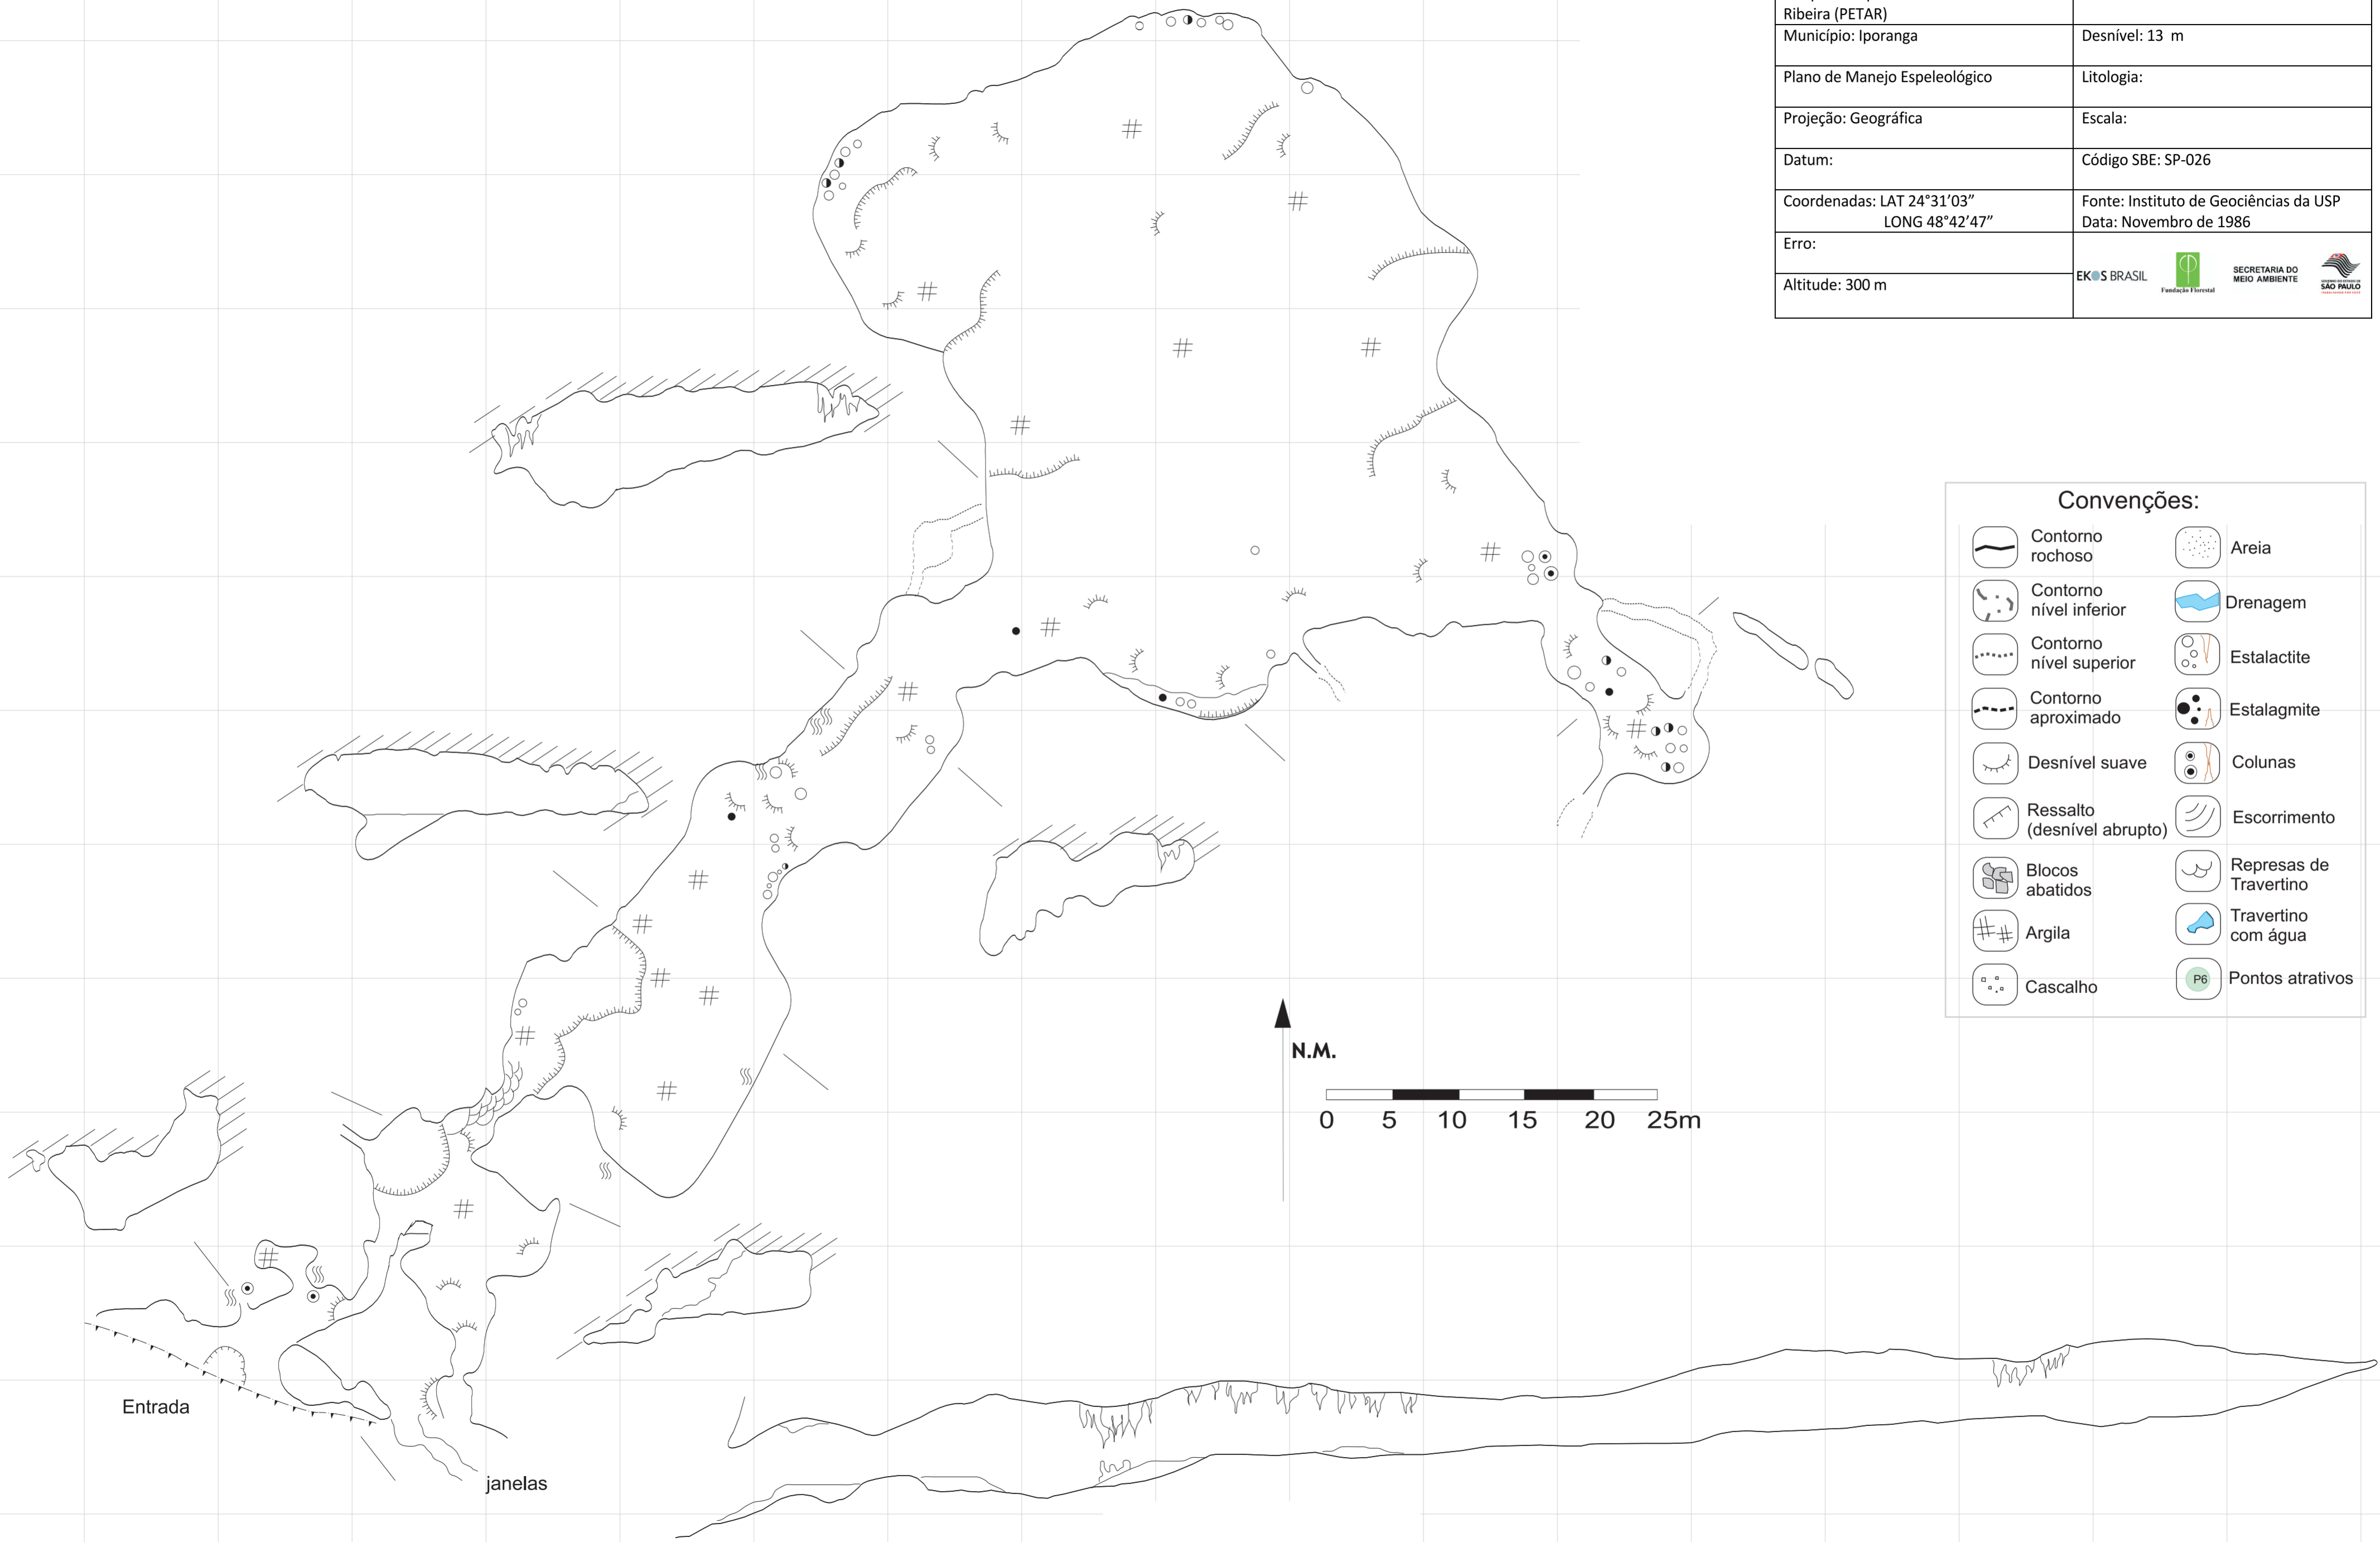 Ribeira (PETAR)
Município: Iporanga
Desnível: 13 m
Plano de Manejo Espeleológico
Litologia:
Projeção: Geográfica
Escala:
Datum:
Código SBE: SP-026
Coordenadas: LAT 24°31’03”
LONG 48°42’47”
Fonte: Instituto de Geociências da USP
Data: Novembro de 1986
Erro:
Altitude: 300 m
EKOS BRASIL
Fundação Florestal
SECRETARIA DO
MEIO AMBIENTE
SÃO PAULO
Convenções:
Contorno
rochoso
Contorno
nível inferior
Contorno
nível superior
Contorno
aproximado
Desnível suave
Ressalto
(desnível abrupto)
Blocos
abatidos
Argila
Cascalho
Areia
Drenagem
Estalactite
Estalagmite
Colunas
Escorrimento
Represas de
Travertino
Travertino
com água
P6
Pontos atrativos
N.M.
0 5 10 15 20 25m
Entrada
janelas